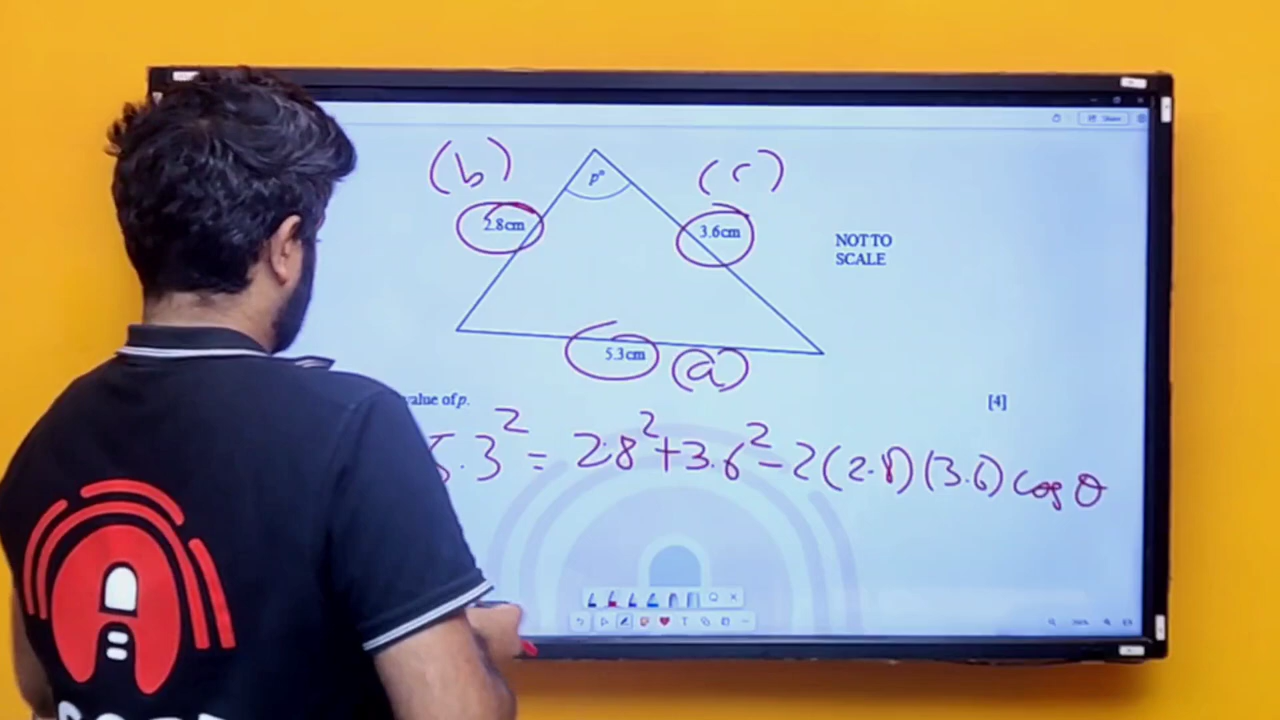 Share
(b)
p°
(c)
2.8cm
3.6cm
NOT TO
SCALE
5.3cm
(a)
value of p.
[4]
5.3² = 2.8² + 3.6² - 2(2.8)(3.6) cos θ
T